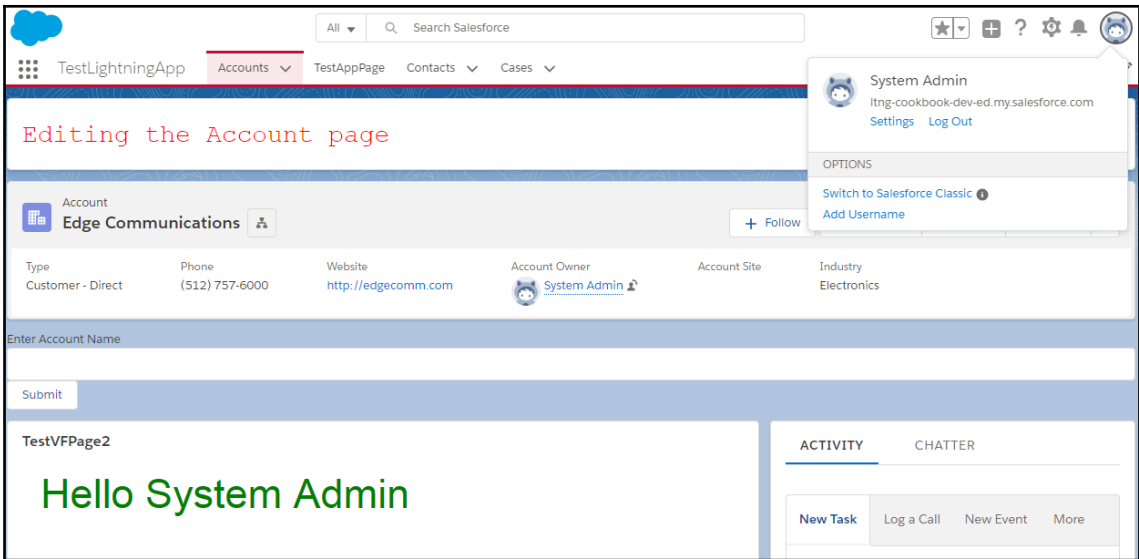 All
Search Salesforce
TestLightningApp
Accounts
TestAppPage
Contacts
Cases
System Admin
ltng-cookbook-dev-ed.my.salesforce.com
Settings Log Out
OPTIONS
Switch to Salesforce Classic
Add Username
Editing the Account page
Account
Edge Communications
+ Follow
Type
Customer - Direct
Phone
(512) 757-6000
Website
http://edgecomm.com
Account Owner
System Admin
Account Site
Industry
Electronics
Enter Account Name
Submit
TestVFPage2
Hello System Admin
ACTIVITY
CHATTER
New Task
Log a Call
New Event
More